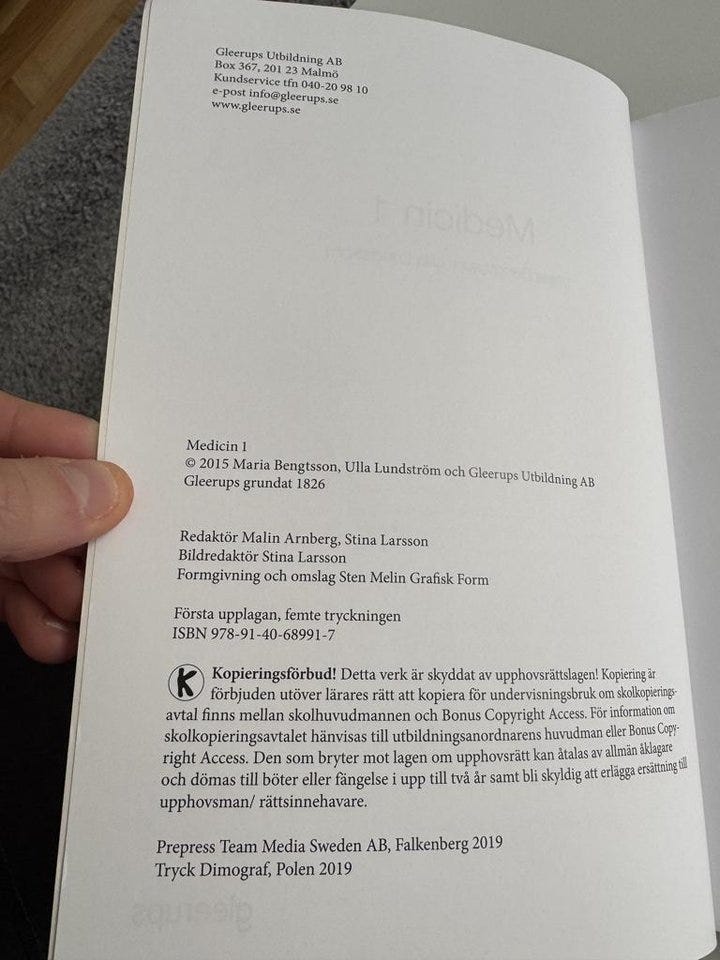 Gleerups Utbildning AB
Box 367, 201 23 Malmö
Kundservice tfn 040-20 98 10
e-post info@gleerups.se
www.gleerups.se
Medicin 1
Medicin 1
© 2015 Maria Bengtsson, Ulla Lundström och Gleerups Utbildning AB
Gleerups grundat 1826
Redaktör Malin Arnberg, Stina Larsson
Bildredaktör Stina Larsson
Formgivning och omslag Sten Melin Grafisk Form
Första upplagan, femte tryckningen
ISBN 978-91-40-68991-7
K Kopieringsförbud! Detta verk är skyddat av upphovsrättslagen! Kopiering är
förbjuden utöver lärares rätt att kopiera för undervisningsbruk om skolkopierings-
avtal finns mellan skolhuvudmannen och Bonus Copyright Access. För information om
skolkopieringsavtalet hänvisas till utbildningsanordnarens huvudman eller Bonus Copy-
right Access. Den som bryter mot lagen om upphovsrätt kan åtalas av allmän åklagare
och dömas till böter eller fängelse i upp till två år samt bli skyldig att erlägga ersättning till
upphovsman/ rättsinnehavare.
Prepress Team Media Sweden AB, Falkenberg 2019
Tryck Dimograf, Polen 2019
gleerups